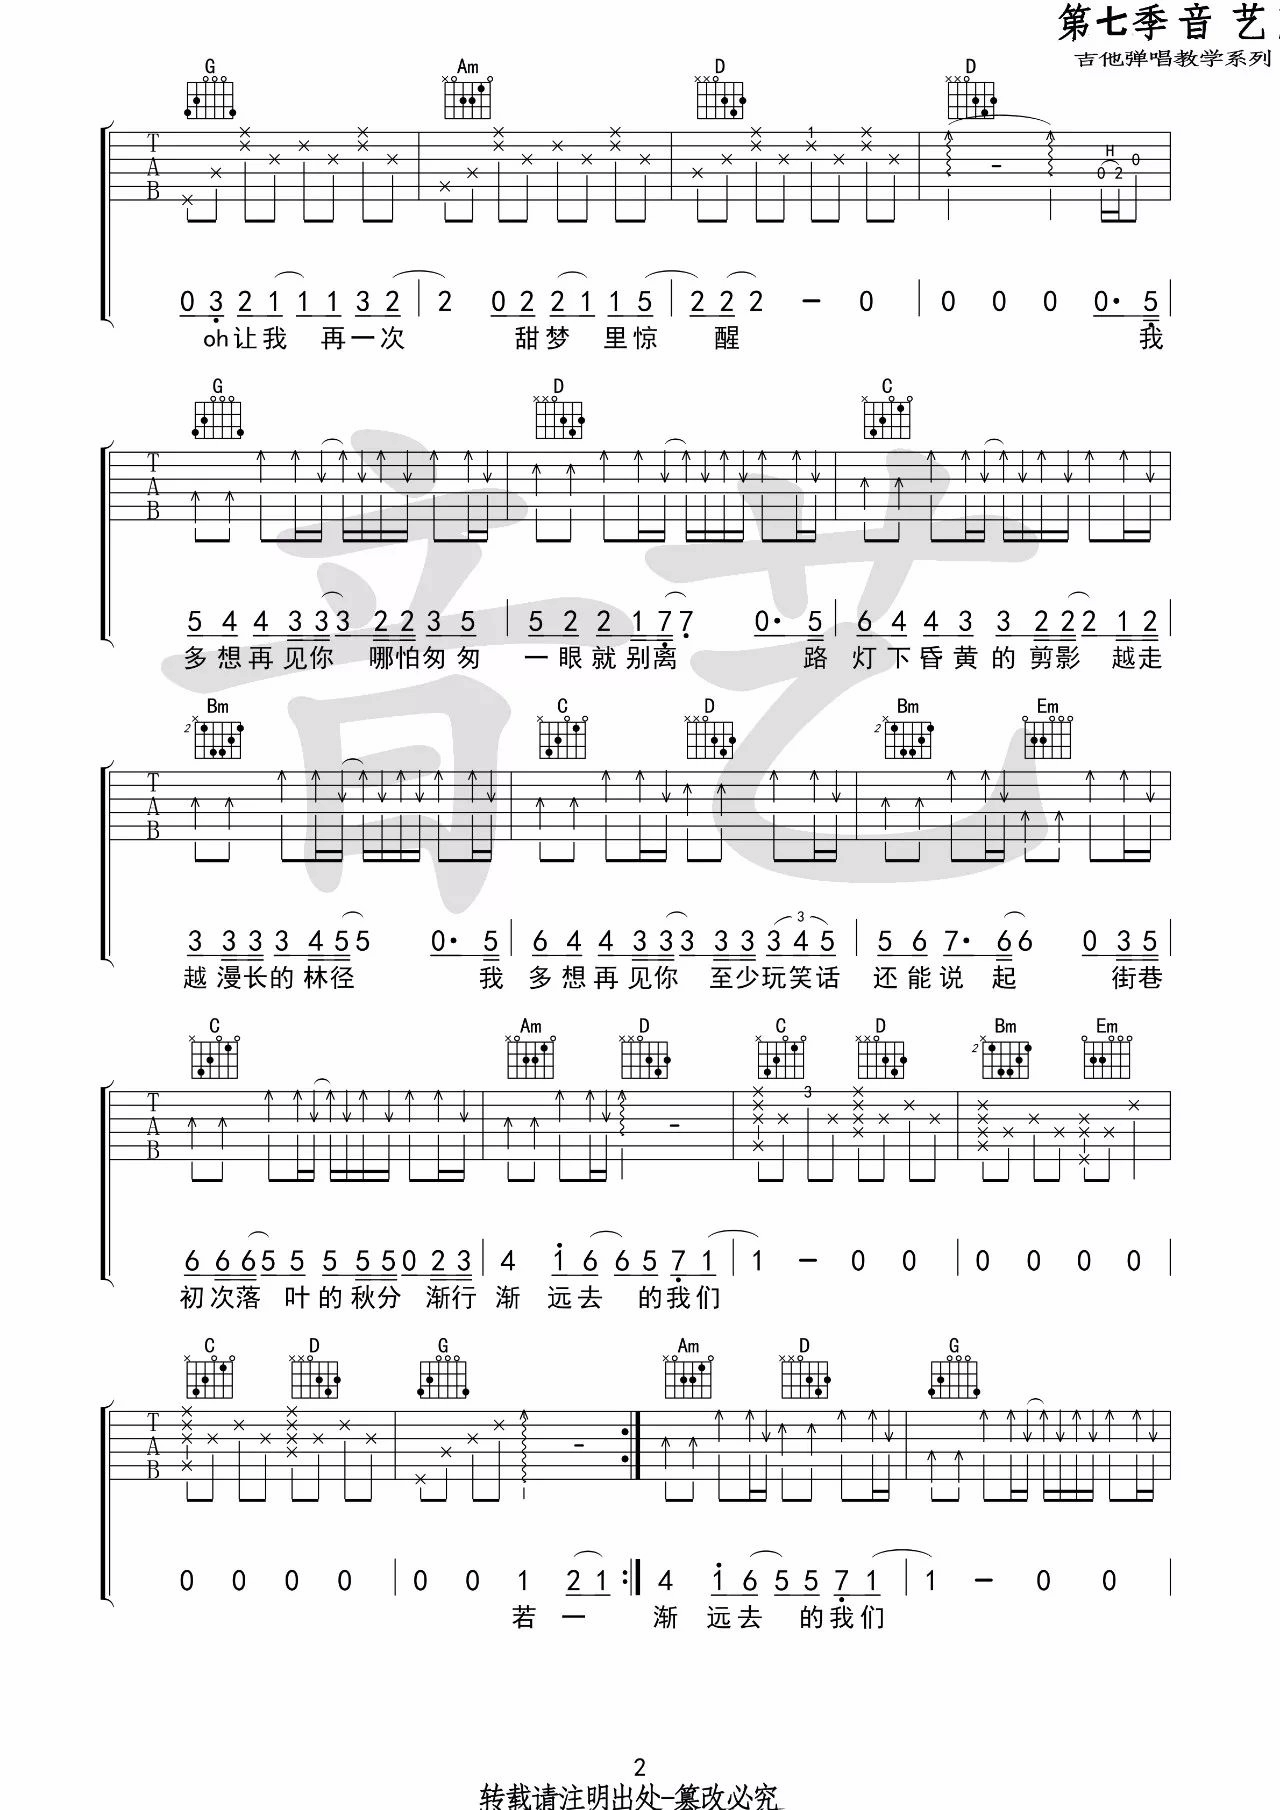 第七季音艺
吉他弹唱教学系列
G Am D D
T A B 1 H 0 2 0
0 3 2 1 1 1 3 2 | 2 0 2 2 1 1 5 | 2 2 2 - 0 | 0 0 0 0· 5
oh让我 再一次 甜梦 里惊 醒 我
G D C
T A B
5 4 4 3 3 3 2 2 3 5 | 5 2 2 1 7 7 0· 5 | 6 4 4 3 3 2 2 2 1 2
多想再见你 哪怕匆匆 一眼就别离 路 灯下昏黄的剪影 越走
Bm C D Bm Em
2 2
T A B
3 3 3 3 4 5 5 0· 5 | 6 4 4 3 3 3 3 3 3 4 5 | 5 6 7· 6 6 0 3 5
3
越漫长的林径 我 多想再见你 至少玩笑话 还能说起 街巷
C Am D C D Bm Em
2
T A B 3
6 6 6 5 5 5 5 5 0 2 3 | 4 1 6 6 5 7 1 | 1 - 0 0 | 0 0 0 0
初次落 叶的秋分 渐行 渐 远去 的我们
C D G Am D G
T A B
0 0 0 0 | 0 0 1 2 1 :| 4 1 6 5 5 7 1 | 1 - 0 0
若一 渐 远去 的我们
音艺
2
转载请注明出处-篡改必究